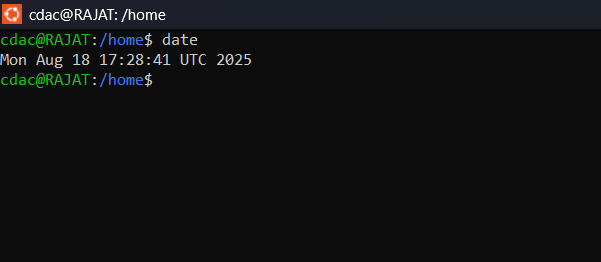 cdac@RAJAT: /home
cdac@RAJAT:/home$ date
Mon Aug 18 17:28:41 UTC 2025
cdac@RAJAT:/home$